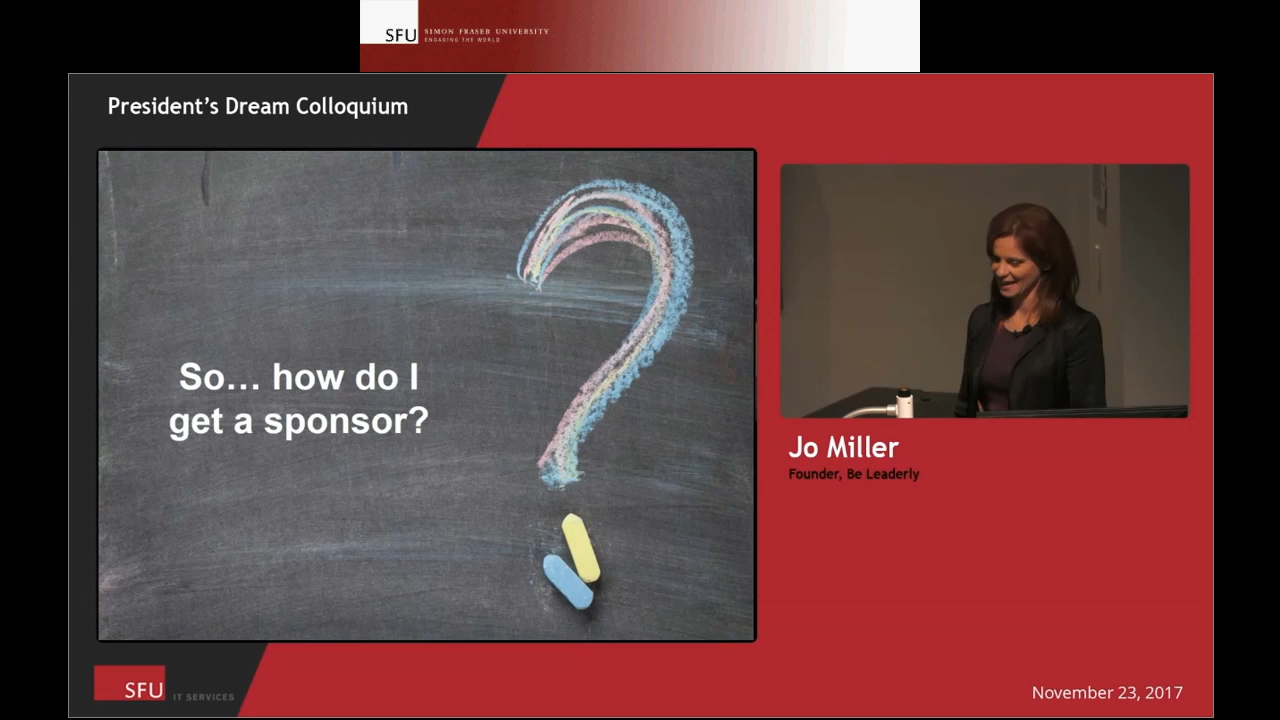 SFU SIMON FRASER UNIVERSITY
ENGAGING THE WORLD
President's Dream Colloquium
So... how do I
get a sponsor?
Jo Miller
Founder, Be Leaderly
SFU IT SERVICES
November 23, 2017